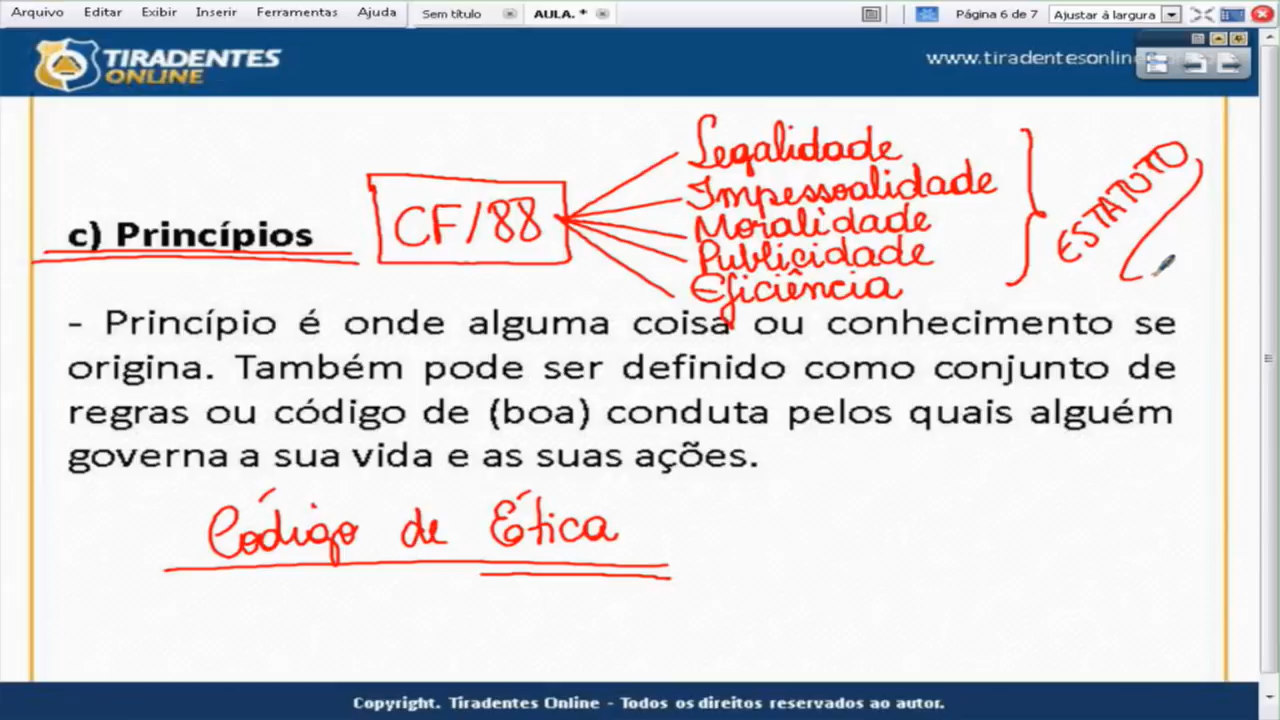 Arquivo Editar Exibir Inserir Ferramentas Ajuda Sem título AULA. * Página 6 de 7 Ajustar à largura
TIRADENTES
ONLINE
www.tiradentesonline
Legalidade
Impessoalidade
Moralidade
Publicidade
Eficiência
CF/88
ESTATUTO
c) Princípios
- Princípio é onde alguma coisa ou conhecimento se
origina. Também pode ser definido como conjunto de
regras ou código de (boa) conduta pelos quais alguém
governa a sua vida e as suas ações.
Código de Ética
Copyright. Tiradentes Online - Todos os direitos reservados ao autor.